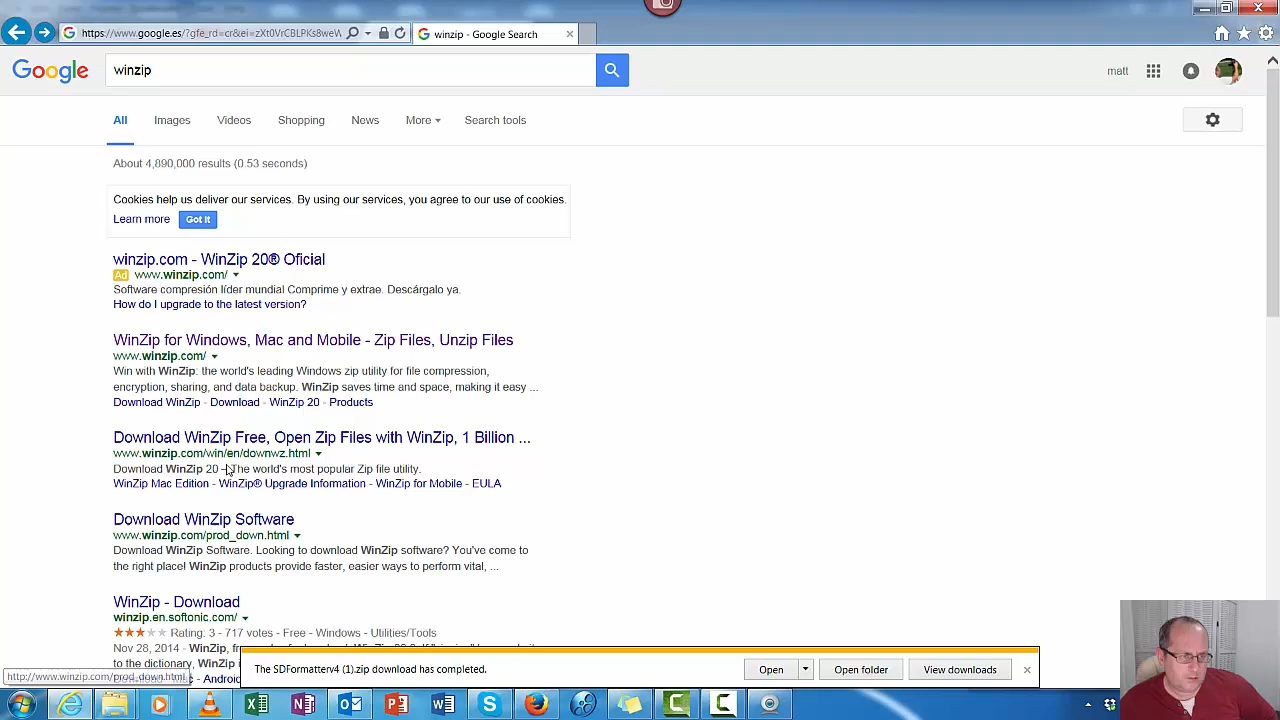 https://www.google.es/?gfe_rd=cr&ei=zXt0VrCBLPKs8weW
winzip - Google Search
Google
winzip
matt
All
Images
Videos
Shopping
News
More
Search tools
About 4,890,000 results (0.53 seconds)
Cookies help us deliver our services. By using our services, you agree to our use of cookies.
Learn more
Got it
winzip.com - WinZip 20® Oficial
Ad www.winzip.com/
Software compresión líder mundial Comprime y extrae. Descárgalo ya.
How do I upgrade to the latest version?
WinZip for Windows, Mac and Mobile - Zip Files, Unzip Files
www.winzip.com/
Win with WinZip: the world's leading Windows zip utility for file compression,
encryption, sharing, and data backup. WinZip saves time and space, making it easy ...
Download WinZip - Download - WinZip 20 - Products
Download WinZip Free, Open Zip Files with WinZip, 1 Billion ...
www.winzip.com/win/en/downwz.html
Download WinZip 20 - The world's most popular Zip file utility.
WinZip Mac Edition - WinZip® Upgrade Information - WinZip for Mobile - EULA
Download WinZip Software
www.winzip.com/prod_down.html
Download WinZip Software. Looking to download WinZip software? You've come to
the right place! WinZip products provide faster, easier ways to perform vital, ...
WinZip - Download
winzip.en.softonic.com/
Rating: 3 - 717 votes - Free - Windows - Utilities/Tools
Nov 28, 2014 - WinZip,
to the dictionary, WinZip
- Android
http://www.winzip.com/prod_down.html
The SDFormatterv4 (1).zip download has completed.
Open
Open folder
View downloads